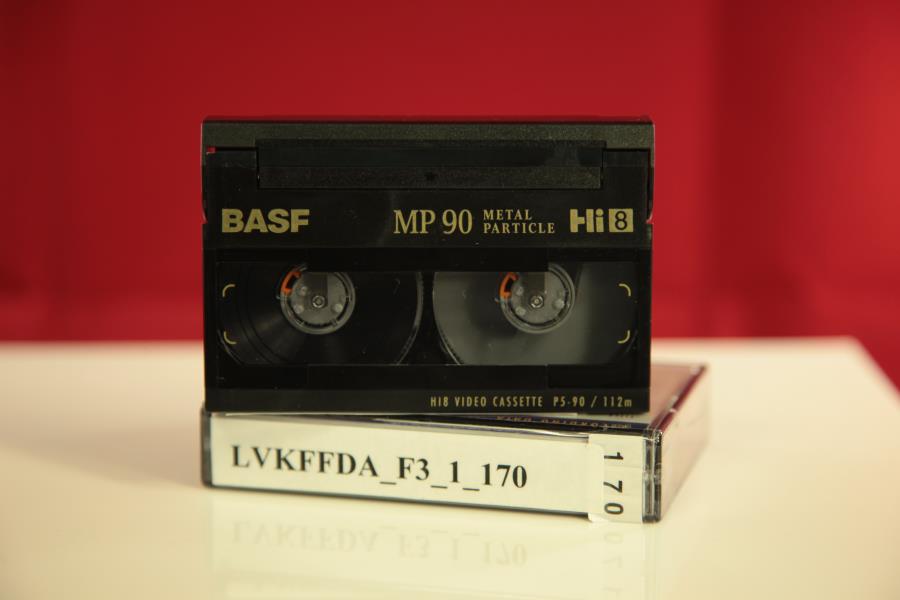 BASF
MP 90
METAL
PARTICLE
Hi8
HI8 VIDEO CASSETTE P5-90 / 112m
LVKFFDA_F3_1_170
170